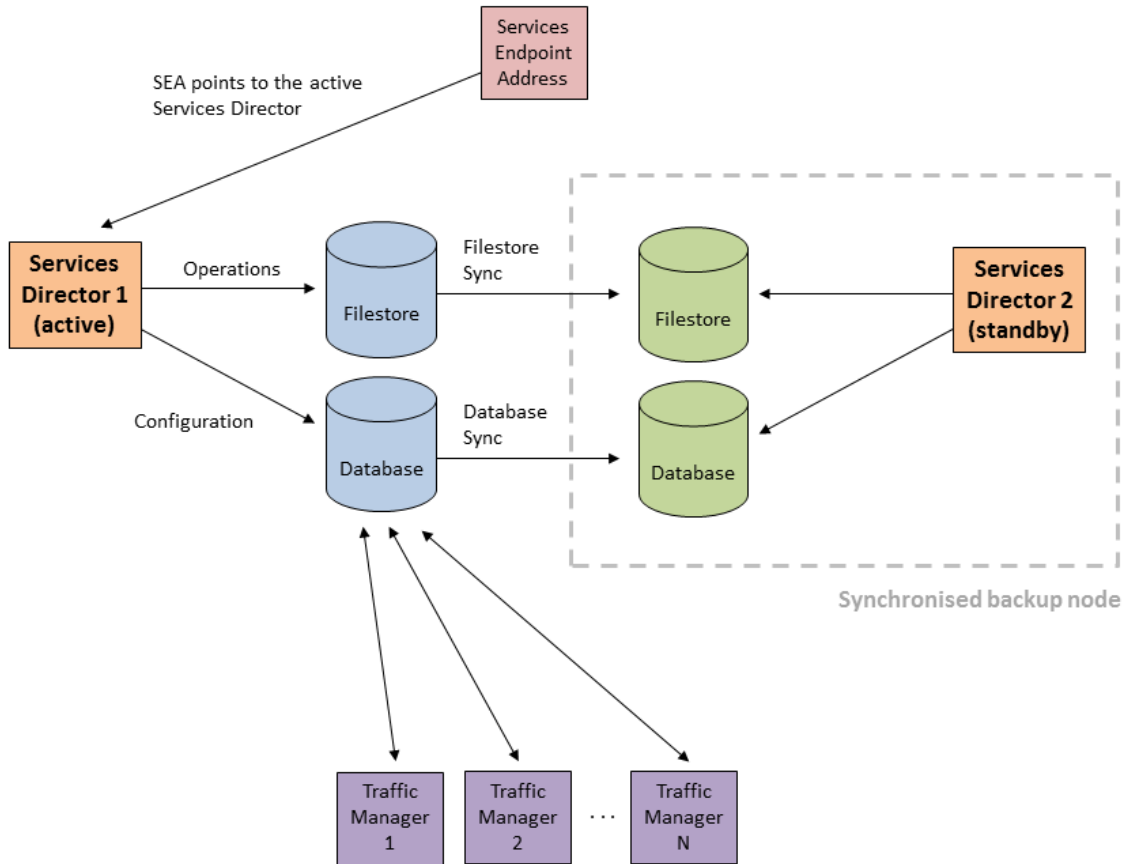 Services
Endpoint
Address
SEA points to the active
Services Director
Services
Director 1
(active)
Operations
Filestore
Filestore
Sync
Filestore
Services
Director 2
(standby)
Configuration
Database
Database
Sync
Database
Synchronised backup node
Traffic
Manager
1
Traffic
Manager
2
...
Traffic
Manager
N